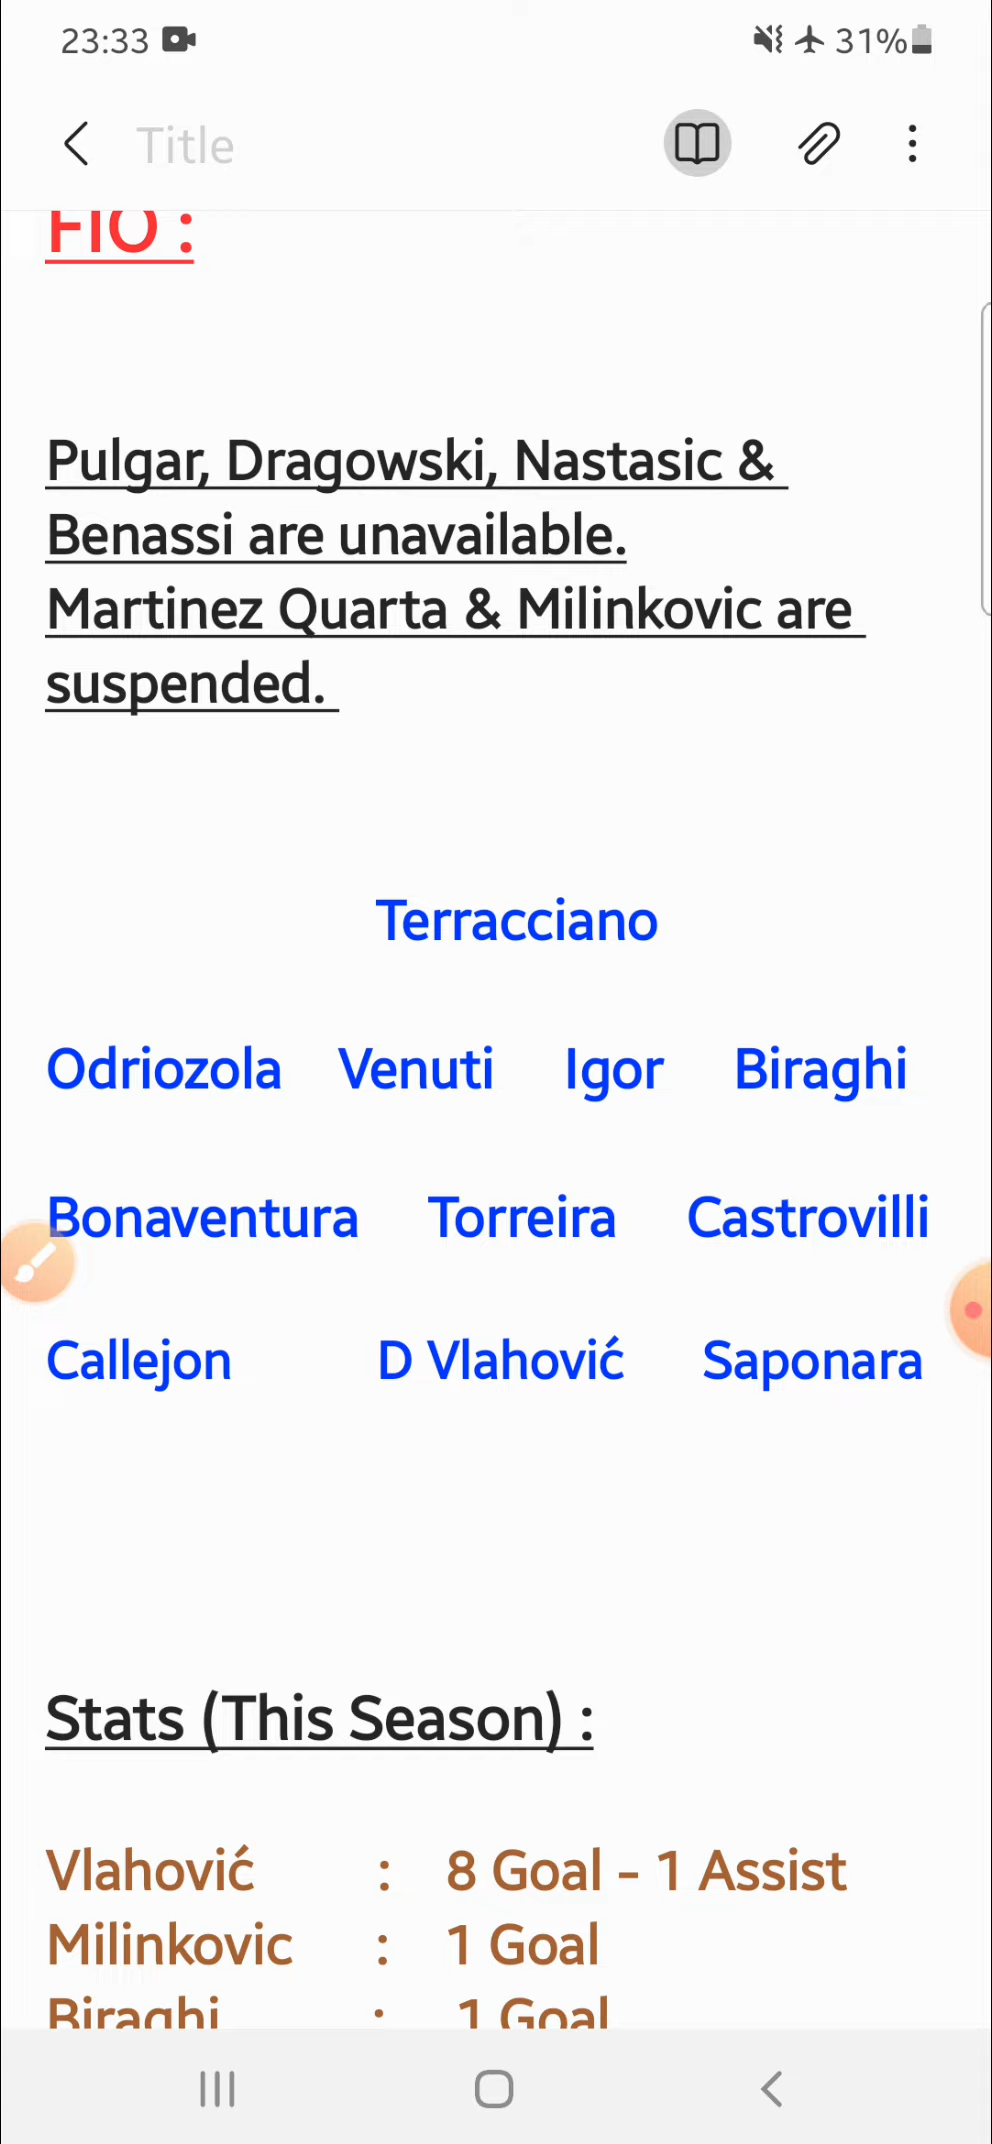 23:33 31%
Title
FIO :
Pulgar, Dragowski, Nastasic &
Benassi are unavailable.
Martinez Quarta & Milinkovic are
suspended.
Terracciano
Odriozola Venuti Igor Biraghi
Bonaventura Torreira Castrovilli
Callejon D Vlahović Saponara
Stats (This Season) :
Vlahović : 8 Goal - 1 Assist
Milinkovic : 1 Goal
Biraghi : 1 Goal